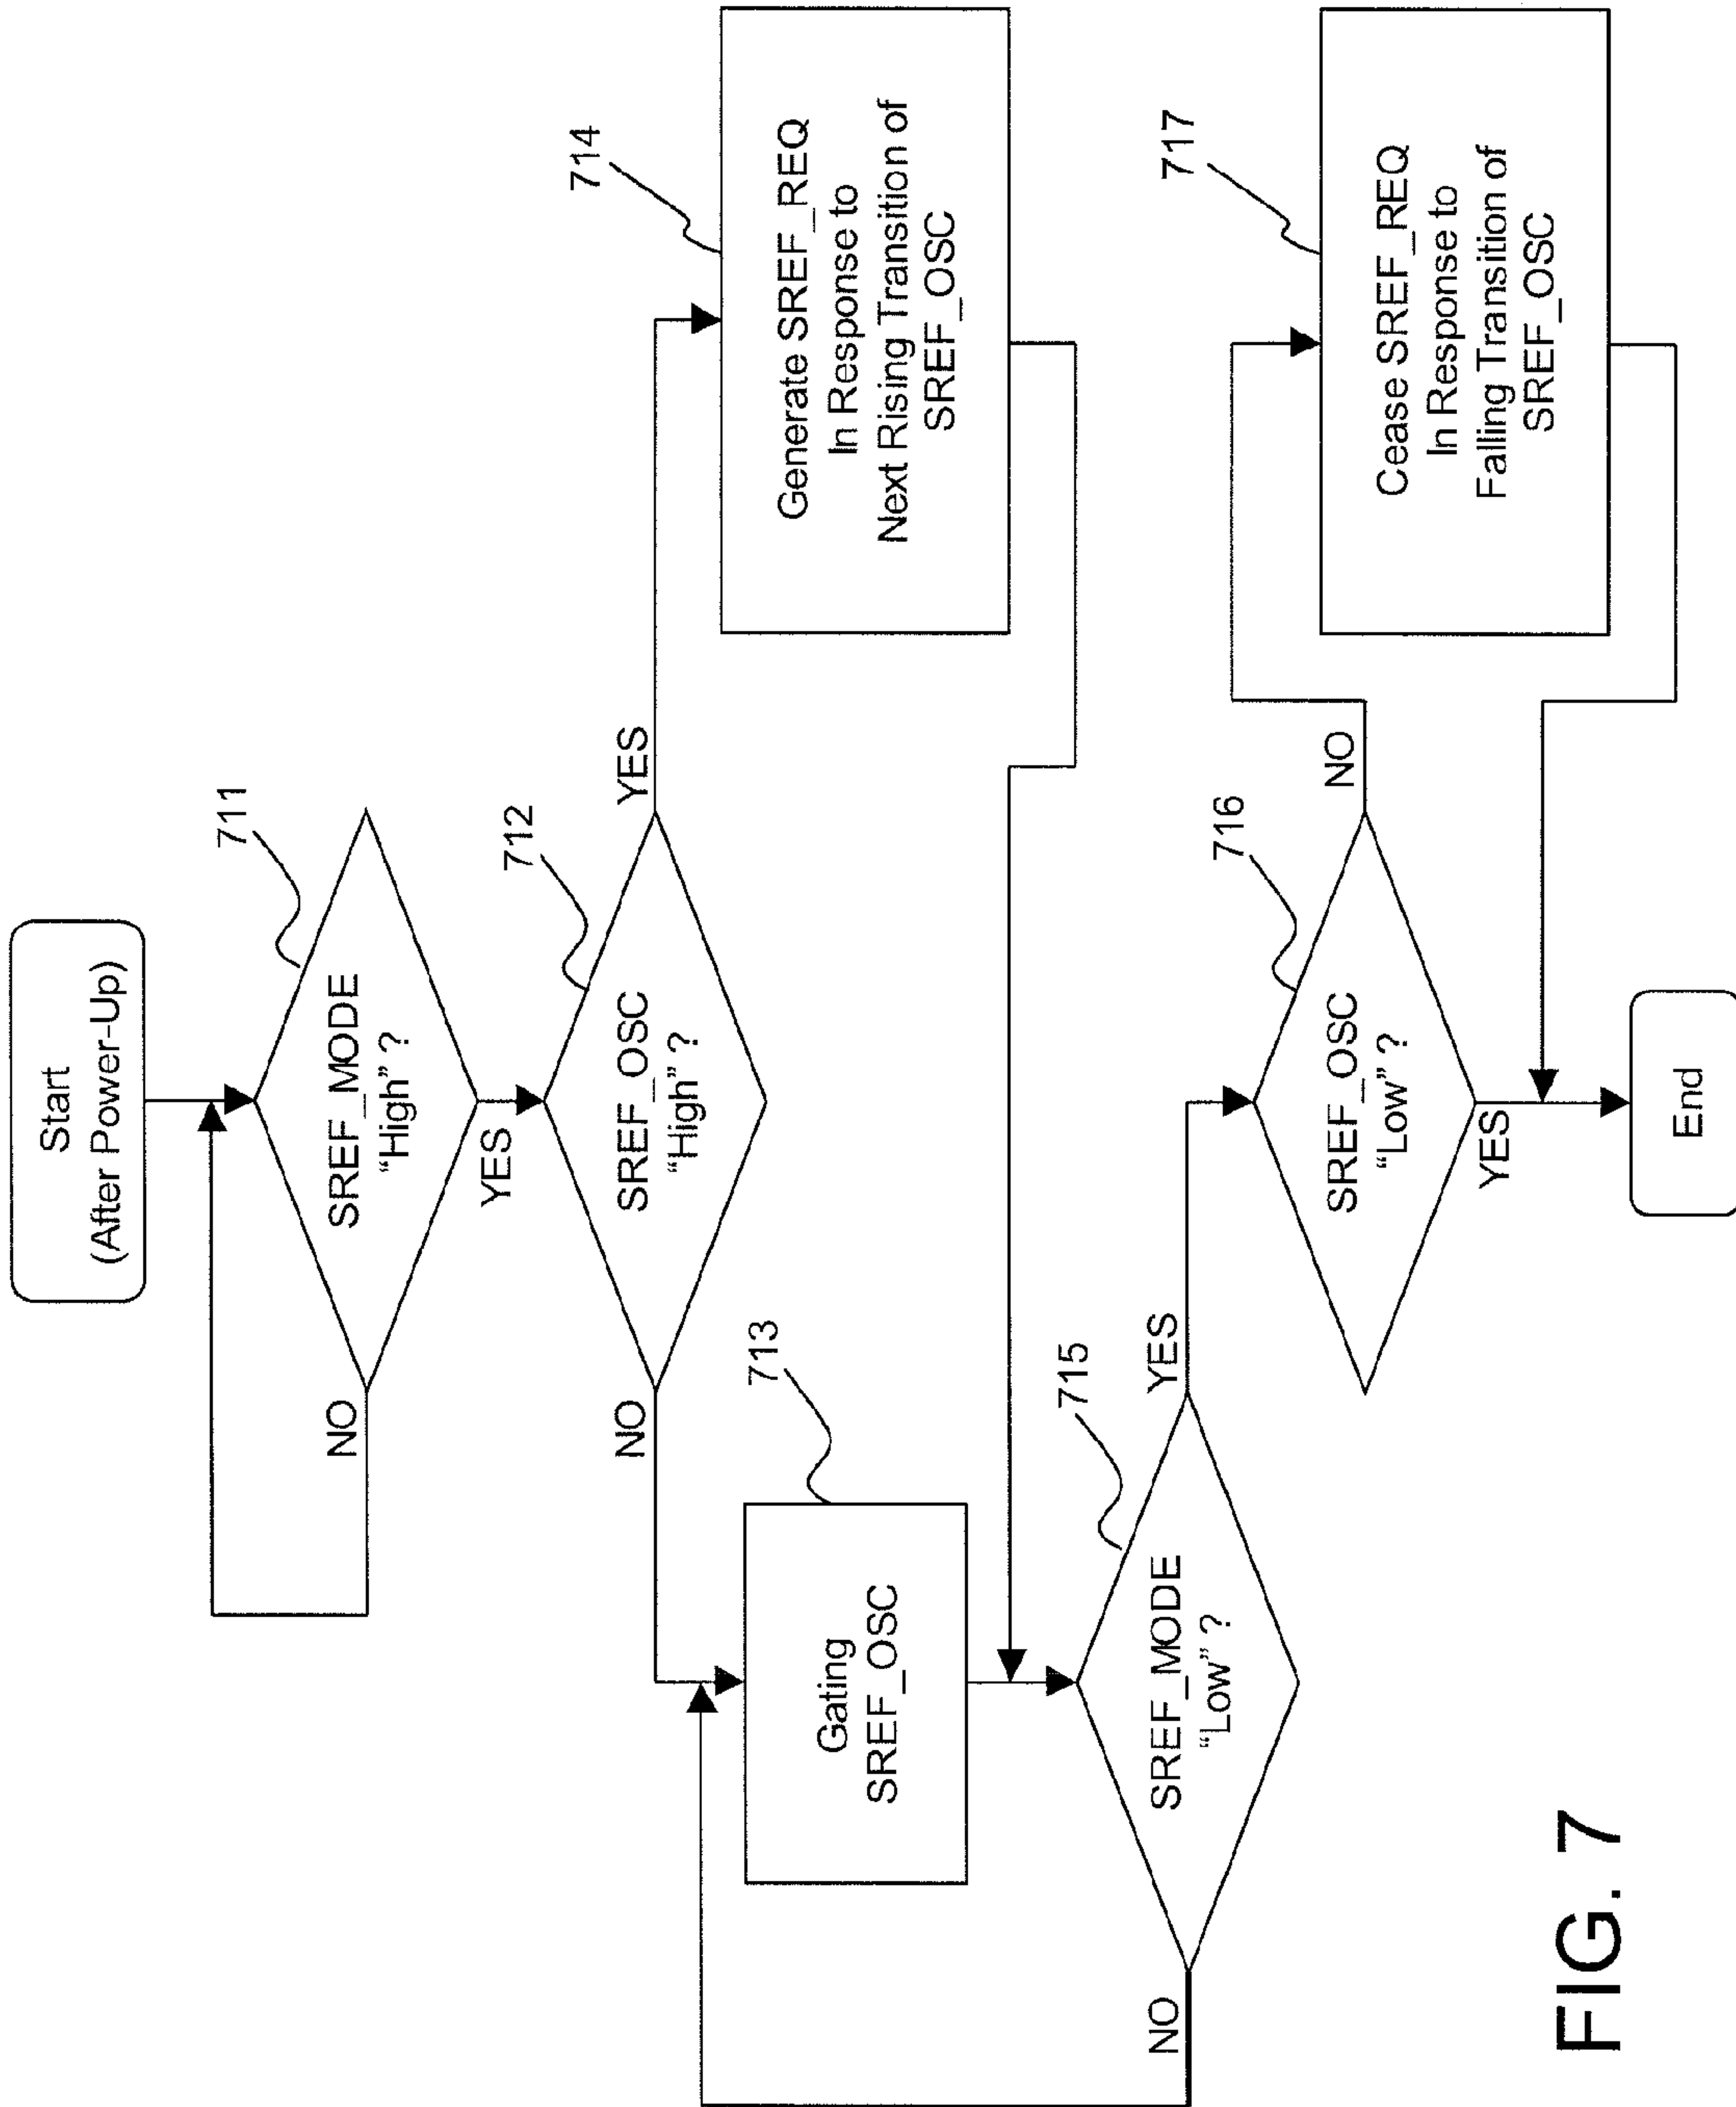 Start
(After Power-Up)
711
SREF_MODE
“High” ?
NO
YES
712
SREF_OSC
“High” ?
NO
YES
713
Gating
SREF_OSC
714
Generate SREF_REQ
In Response to
Next Rising Transition of
SREF_OSC
715
SREF_MODE
“Low” ?
NO
YES
716
SREF_OSC
“Low” ?
NO
YES
717
Cease SREF_REQ
In Response to
Falling Transition of
SREF_OSC
End
FIG. 7